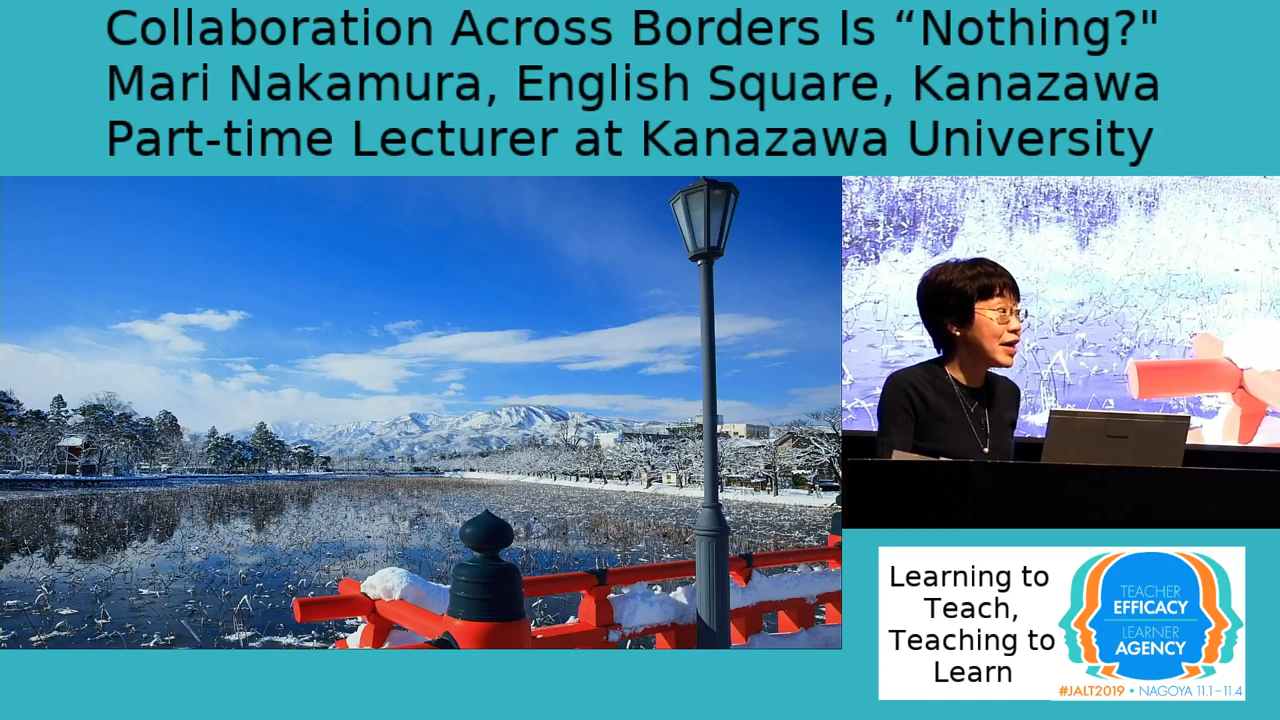 Collaboration Across Borders Is “Nothing?"
Mari Nakamura, English Square, Kanazawa
Part-time Lecturer at Kanazawa University
Panasonic
Learning to
Teach,
Teaching to
Learn
TEACHER
EFFICACY
LEARNER
AGENCY
#JALT2019 • NAGOYA 11.1–11.4